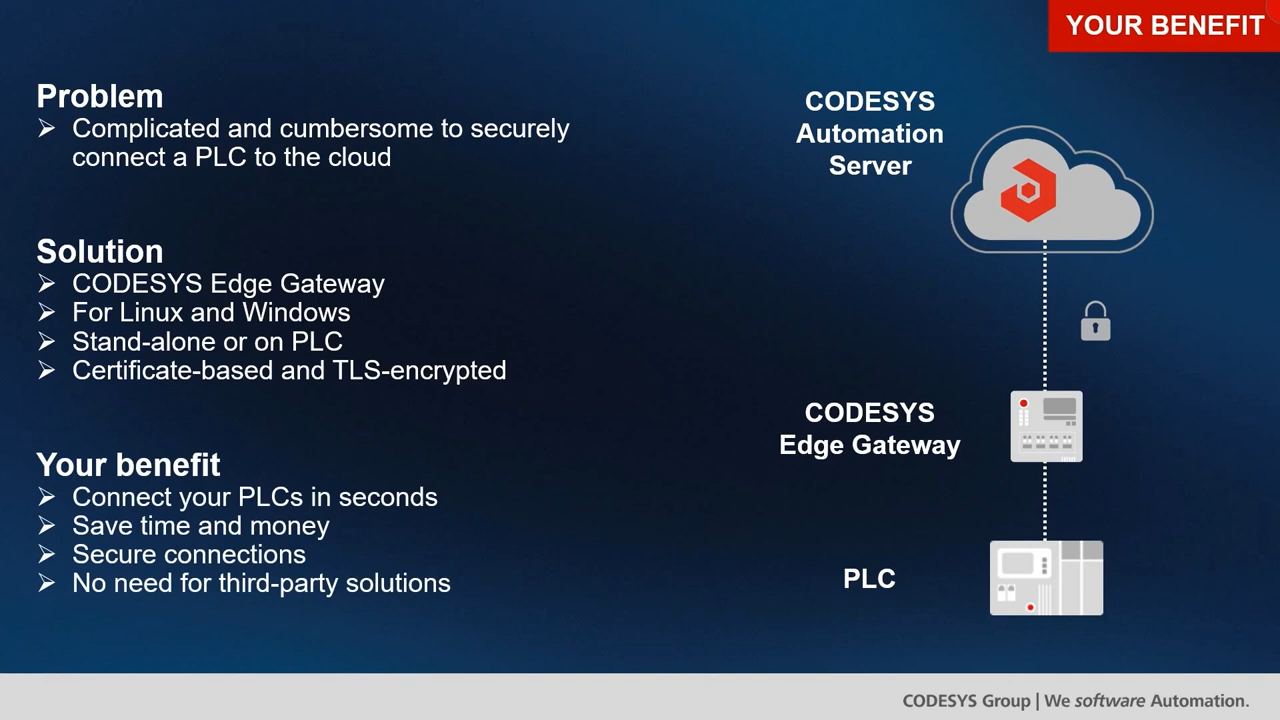 YOUR BENEFIT
Problem
➢ Complicated and cumbersome to securely
connect a PLC to the cloud
Solution
➢ CODESYS Edge Gateway
➢ For Linux and Windows
➢ Stand-alone or on PLC
➢ Certificate-based and TLS-encrypted
Your benefit
➢ Connect your PLCs in seconds
➢ Save time and money
➢ Secure connections
➢ No need for third-party solutions
CODESYS
Automation
Server
CODESYS
Edge Gateway
PLC
CODESYS Group | We software Automation.